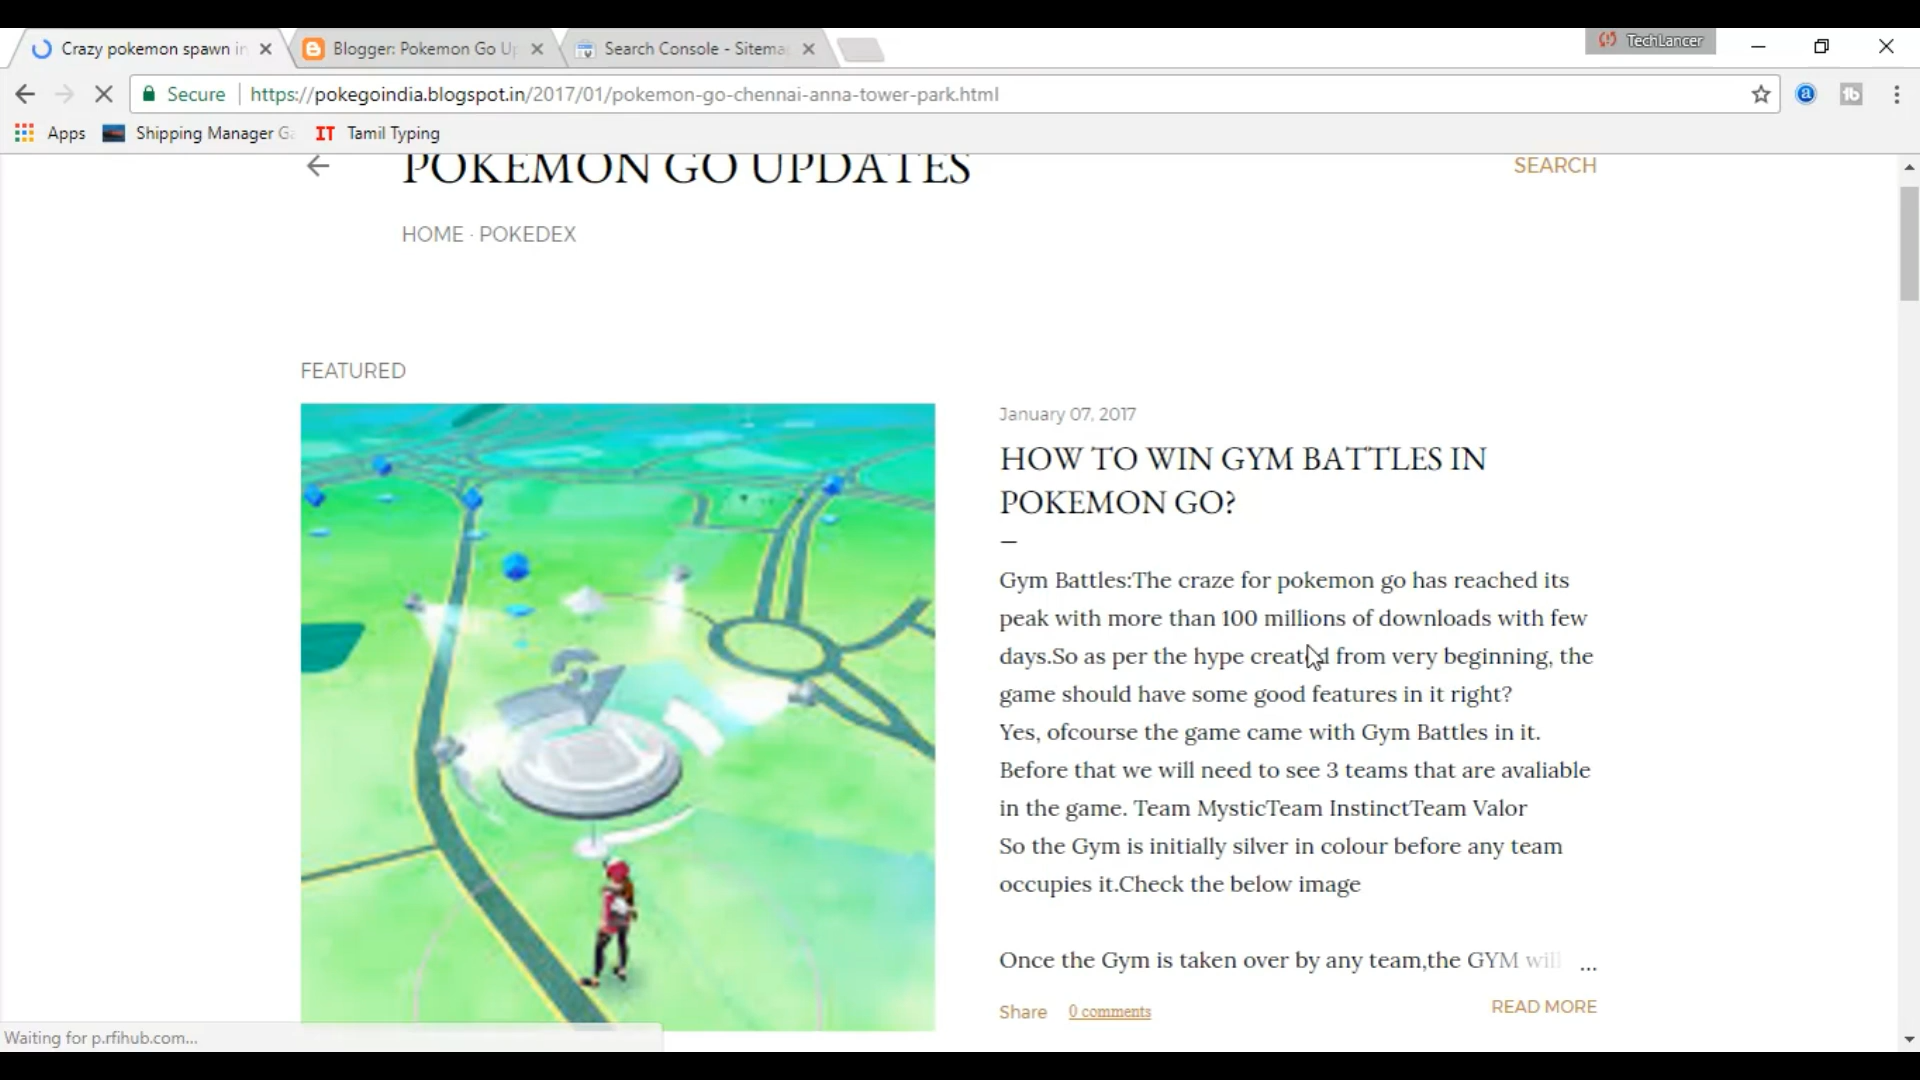 Crazy pokemon spawn in
Blogger: Pokemon Go Up
Search Console - Sitema
TechLancer
Secure
https://pokegoindia.blogspot.in/2017/01/pokemon-go-chennai-anna-tower-park.html
Apps
Shipping Manager Ga
IT Tamil Typing
POKEMON GO UPDATES
SEARCH
HOME · POKEDEX
FEATURED
January 07, 2017
HOW TO WIN GYM BATTLES IN
POKEMON GO?
Gym Battles:The craze for pokemon go has reached its
peak with more than 100 millions of downloads with few
days.So as per the hype created from very beginning, the
game should have some good features in it right?
Yes, ofcourse the game came with Gym Battles in it.
Before that we will need to see 3 teams that are avaliable
in the game. Team MysticTeam InstinctTeam Valor
So the Gym is initially silver in colour before any team
occupies it.Check the below image
Once the Gym is taken over by any team,the GYM will ...
Share 0 comments
READ MORE
Waiting for p.rfihub.com...